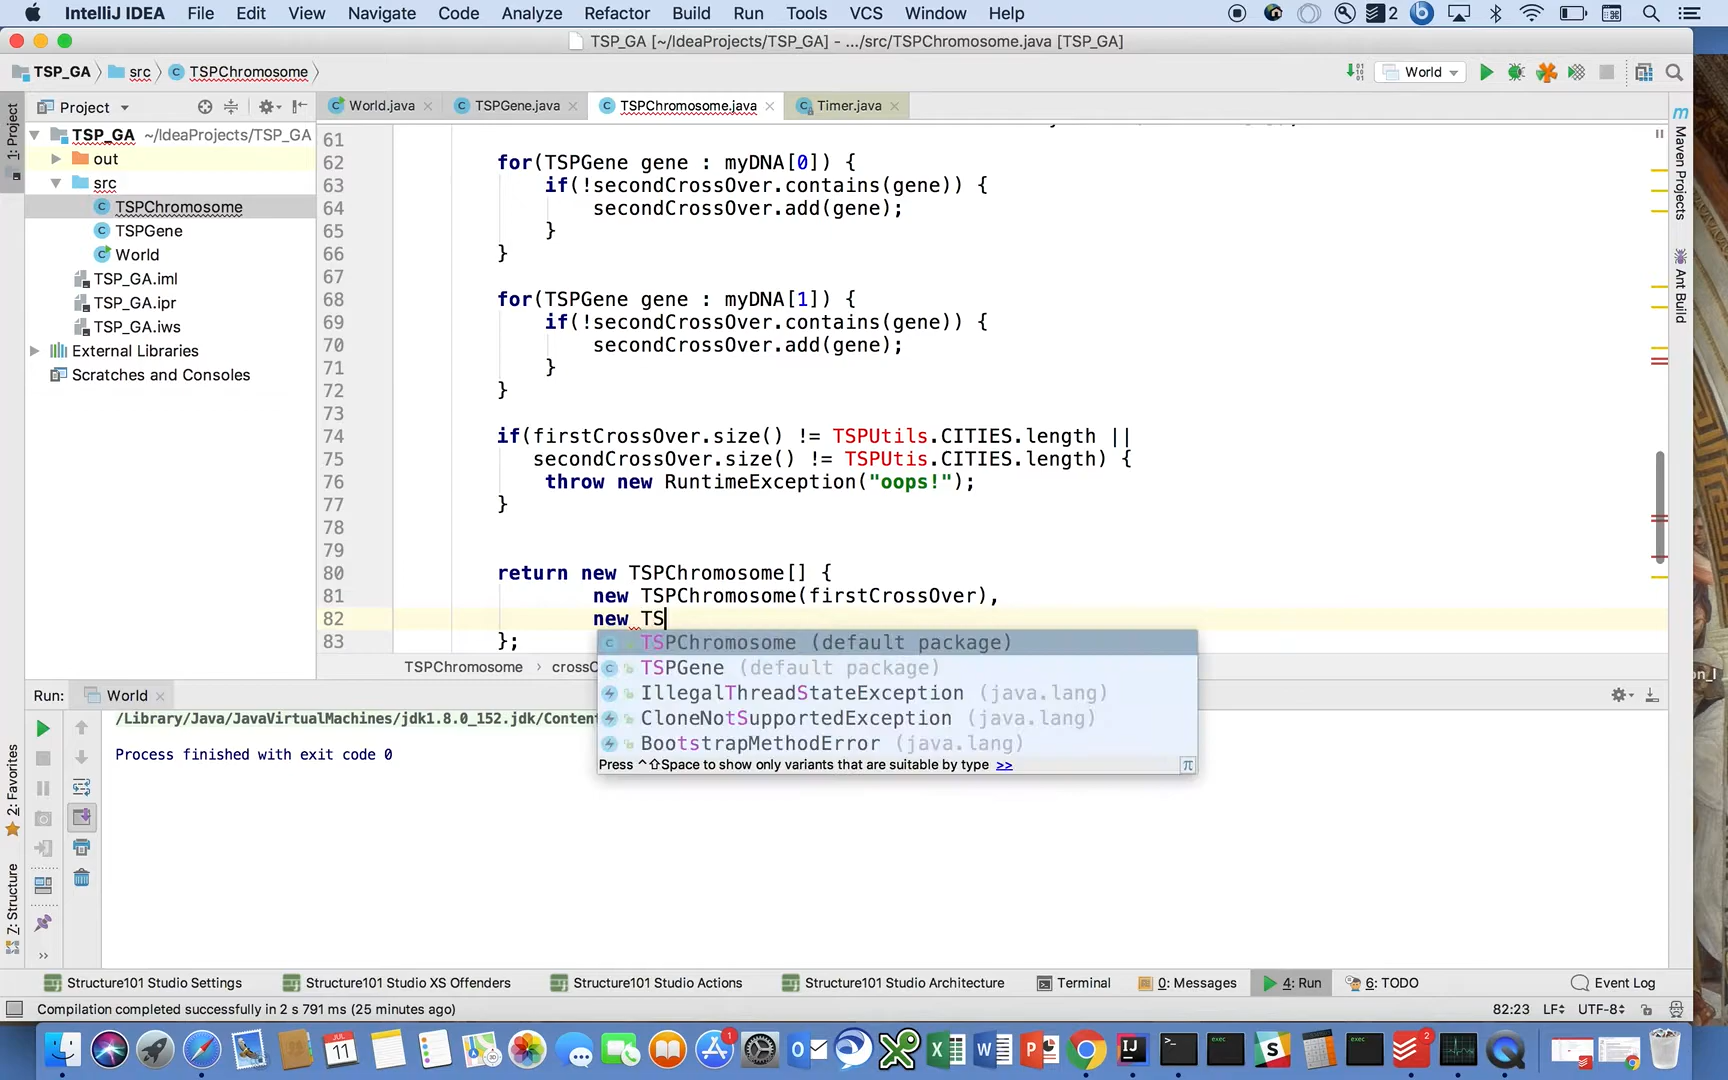 IntelliJ IDEA File Edit View Navigate Code Analyze Refactor Build Run Tools VCS Window Help 2
TSP_GA [~/IdeaProjects/TSP_GA] - .../src/TSPChromosome.java [TSP_GA]
TSP_GA src TSPChromosome World
Project World.java TSPGene.java TSPChromosome.java Timer.java
TSP_GA ~/IdeaProjects/TSP_GA
out
src
TSPChromosome
TSPGene
World
TSP_GA.iml
TSP_GA.ipr
TSP_GA.iws
External Libraries
Scratches and Consoles
61
62 for(TSPGene gene : myDNA[0]) {
63 if(!secondCrossOver.contains(gene)) {
64 secondCrossOver.add(gene);
65 }
66 }
67
68 for(TSPGene gene : myDNA[1]) {
69 if(!secondCrossOver.contains(gene)) {
70 secondCrossOver.add(gene);
71 }
72 }
73
74 if(firstCrossOver.size() != TSPUtils.CITIES.length ||
75 secondCrossOver.size() != TSPUtis.CITIES.length) {
76 throw new RuntimeException("oops!");
77 }
78
79
80 return new TSPChromosome[] {
81 new TSPChromosome(firstCrossOver),
82 new TS
83 };
TSPChromosome (default package)
TSPGene (default package)
IllegalThreadStateException (java.lang)
CloneNotSupportedException (java.lang)
BootstrapMethodError (java.lang)
Press ^⇧Space to show only variants that are suitable by type >>
π
TSPChromosome › crossO
1: Project
2: Favorites
Z: Structure
Maven Projects
Ant Build
Run: World
/Library/Java/JavaVirtualMachines/jdk1.8.0_152.jdk/Conten
Process finished with exit code 0
Structure101 Studio Settings Structure101 Studio XS Offenders Structure101 Studio Actions Structure101 Studio Architecture Terminal 0: Messages 4: Run 6: TODO Event Log
Compilation completed successfully in 2 s 791 ms (25 minutes ago) 82:23 LF UTF-8
JUL
11
1
2